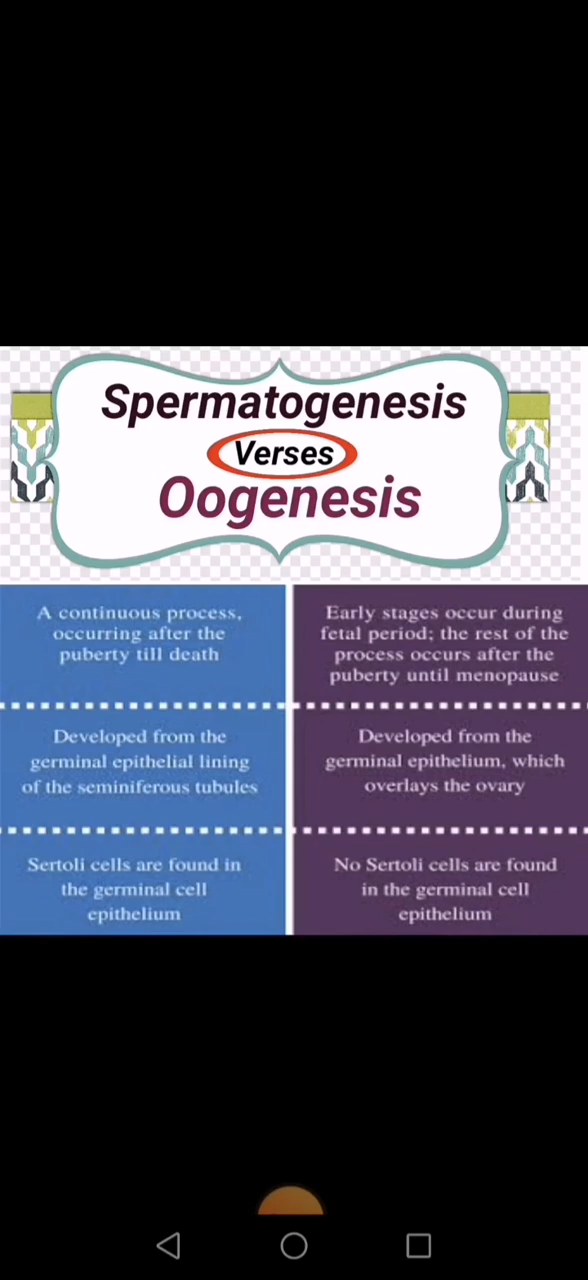 Spermatogenesis
Verses
Oogenesis
A continuous process,
occurring after the
puberty till death
Early stages occur during
fetal period; the rest of the
process occurs after the
puberty until menopause
Developed from the
germinal epithelial lining
of the seminiferous tubules
Developed from the
germinal epithelium, which
overlays the ovary
Sertoli cells are found in
the germinal cell
epithelium
No Sertoli cells are found
in the germinal cell
epithelium